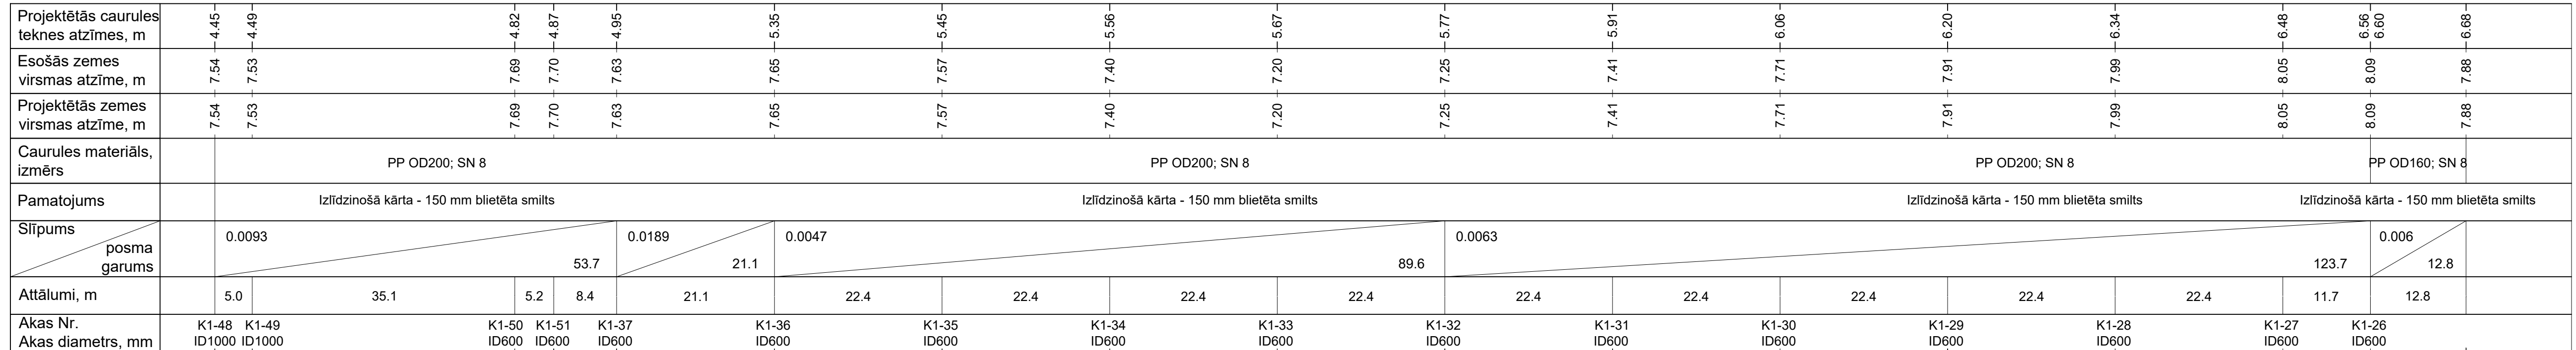 Projektētās caurules
teknes atzīmes, m
4.45 4.49 4.82 4.87 4.95 5.35 5.45 5.56 5.67 5.77 5.91 6.06 6.20 6.34 6.48 6.56 6.60 6.68
Esošās zemes
virsmas atzīme, m
7.54 7.53 7.69 7.70 7.63 7.65 7.57 7.40 7.20 7.25 7.41 7.71 7.91 7.99 8.05 8.09 7.88
Projektētās zemes
virsmas atzīme, m
7.54 7.53 7.69 7.70 7.63 7.65 7.57 7.40 7.20 7.25 7.41 7.71 7.91 7.99 8.05 8.09 7.88
Caurules materiāls,
izmērs
PP OD200; SN 8 PP OD200; SN 8 PP OD200; SN 8 PP OD160; SN 8
Pamatojums
Izlīdzinošā kārta - 150 mm blietēta smilts Izlīdzinošā kārta - 150 mm blietēta smilts Izlīdzinošā kārta - 150 mm blietēta smilts Izlīdzinošā kārta - 150 mm blietēta smilts
Slīpums
posma
garums
0.0093 0.0189 0.0047 0.0063 0.006
53.7 21.1 89.6 123.7 12.8
Attālumi, m
5.0 35.1 5.2 8.4 21.1 22.4 22.4 22.4 22.4 22.4 22.4 22.4 22.4 22.4 11.7 12.8
Akas Nr.
Akas diametrs, mm
K1-48 K1-49 K1-50 K1-51 K1-37 K1-36 K1-35 K1-34 K1-33 K1-32 K1-31 K1-30 K1-29 K1-28 K1-27 K1-26
ID1000 ID1000 ID600 ID600 ID600 ID600 ID600 ID600 ID600 ID600 ID600 ID600 ID600 ID600 ID600 ID600